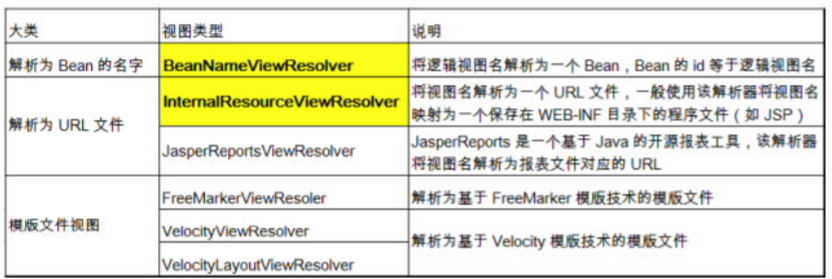 大类 视图类型 说明
解析为 Bean 的名字 BeanNameViewResolver 将逻辑视图名解析为一个 Bean，Bean 的 id 等于逻辑视图名
解析为 URL 文件 InternalResourceViewResolver 将视图名解析为一个 URL 文件，一般使用该解析器将视图名
映射为一个保存在 WEB-INF 目录下的程序文件（如 JSP）
JasperReportsViewResolver JasperReports 是一个基于 Java 的开源报表工具，该解析器
将视图名解析为报表文件对应的 URL
模版文件视图 FreeMarkerViewResoler 解析为基于 FreeMarker 模版技术的模版文件
VelocityViewResolver 解析为基于 Velocity 模版技术的模版文件
VelocityLayoutViewResolver